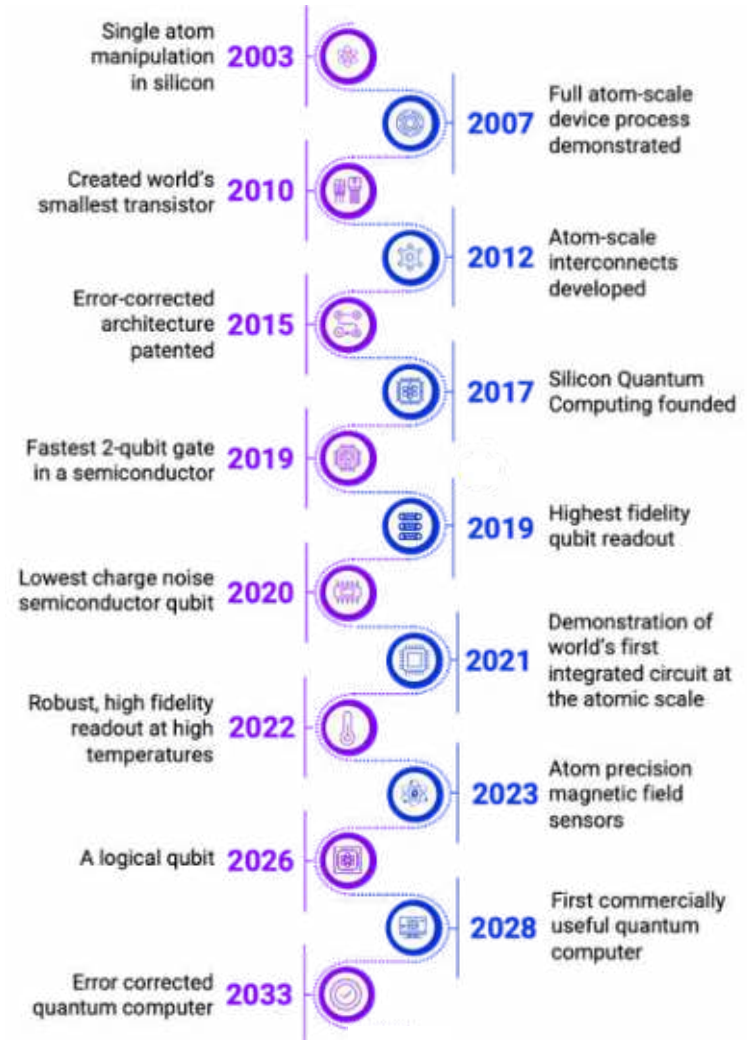 Single atom
manipulation
in silicon
2003
2007
Full atom-scale
device process
demonstrated
Created world's
smallest transistor
2010
2012
Atom-scale
interconnects
developed
Error-corrected
architecture
patented
2015
2017
Silicon Quantum
Computing founded
Fastest 2-qubit gate
in a semiconductor
2019
2019
Highest fidelity
qubit readout
Lowest charge noise
semiconductor qubit
2020
2021
Demonstration of
world's first
integrated circuit at
the atomic scale
Robust, high fidelity
readout at high
temperatures
2022
2023
Atom precision
magnetic field
sensors
A logical qubit
2026
2028
First commercially
useful quantum
computer
Error corrected
quantum computer
2033